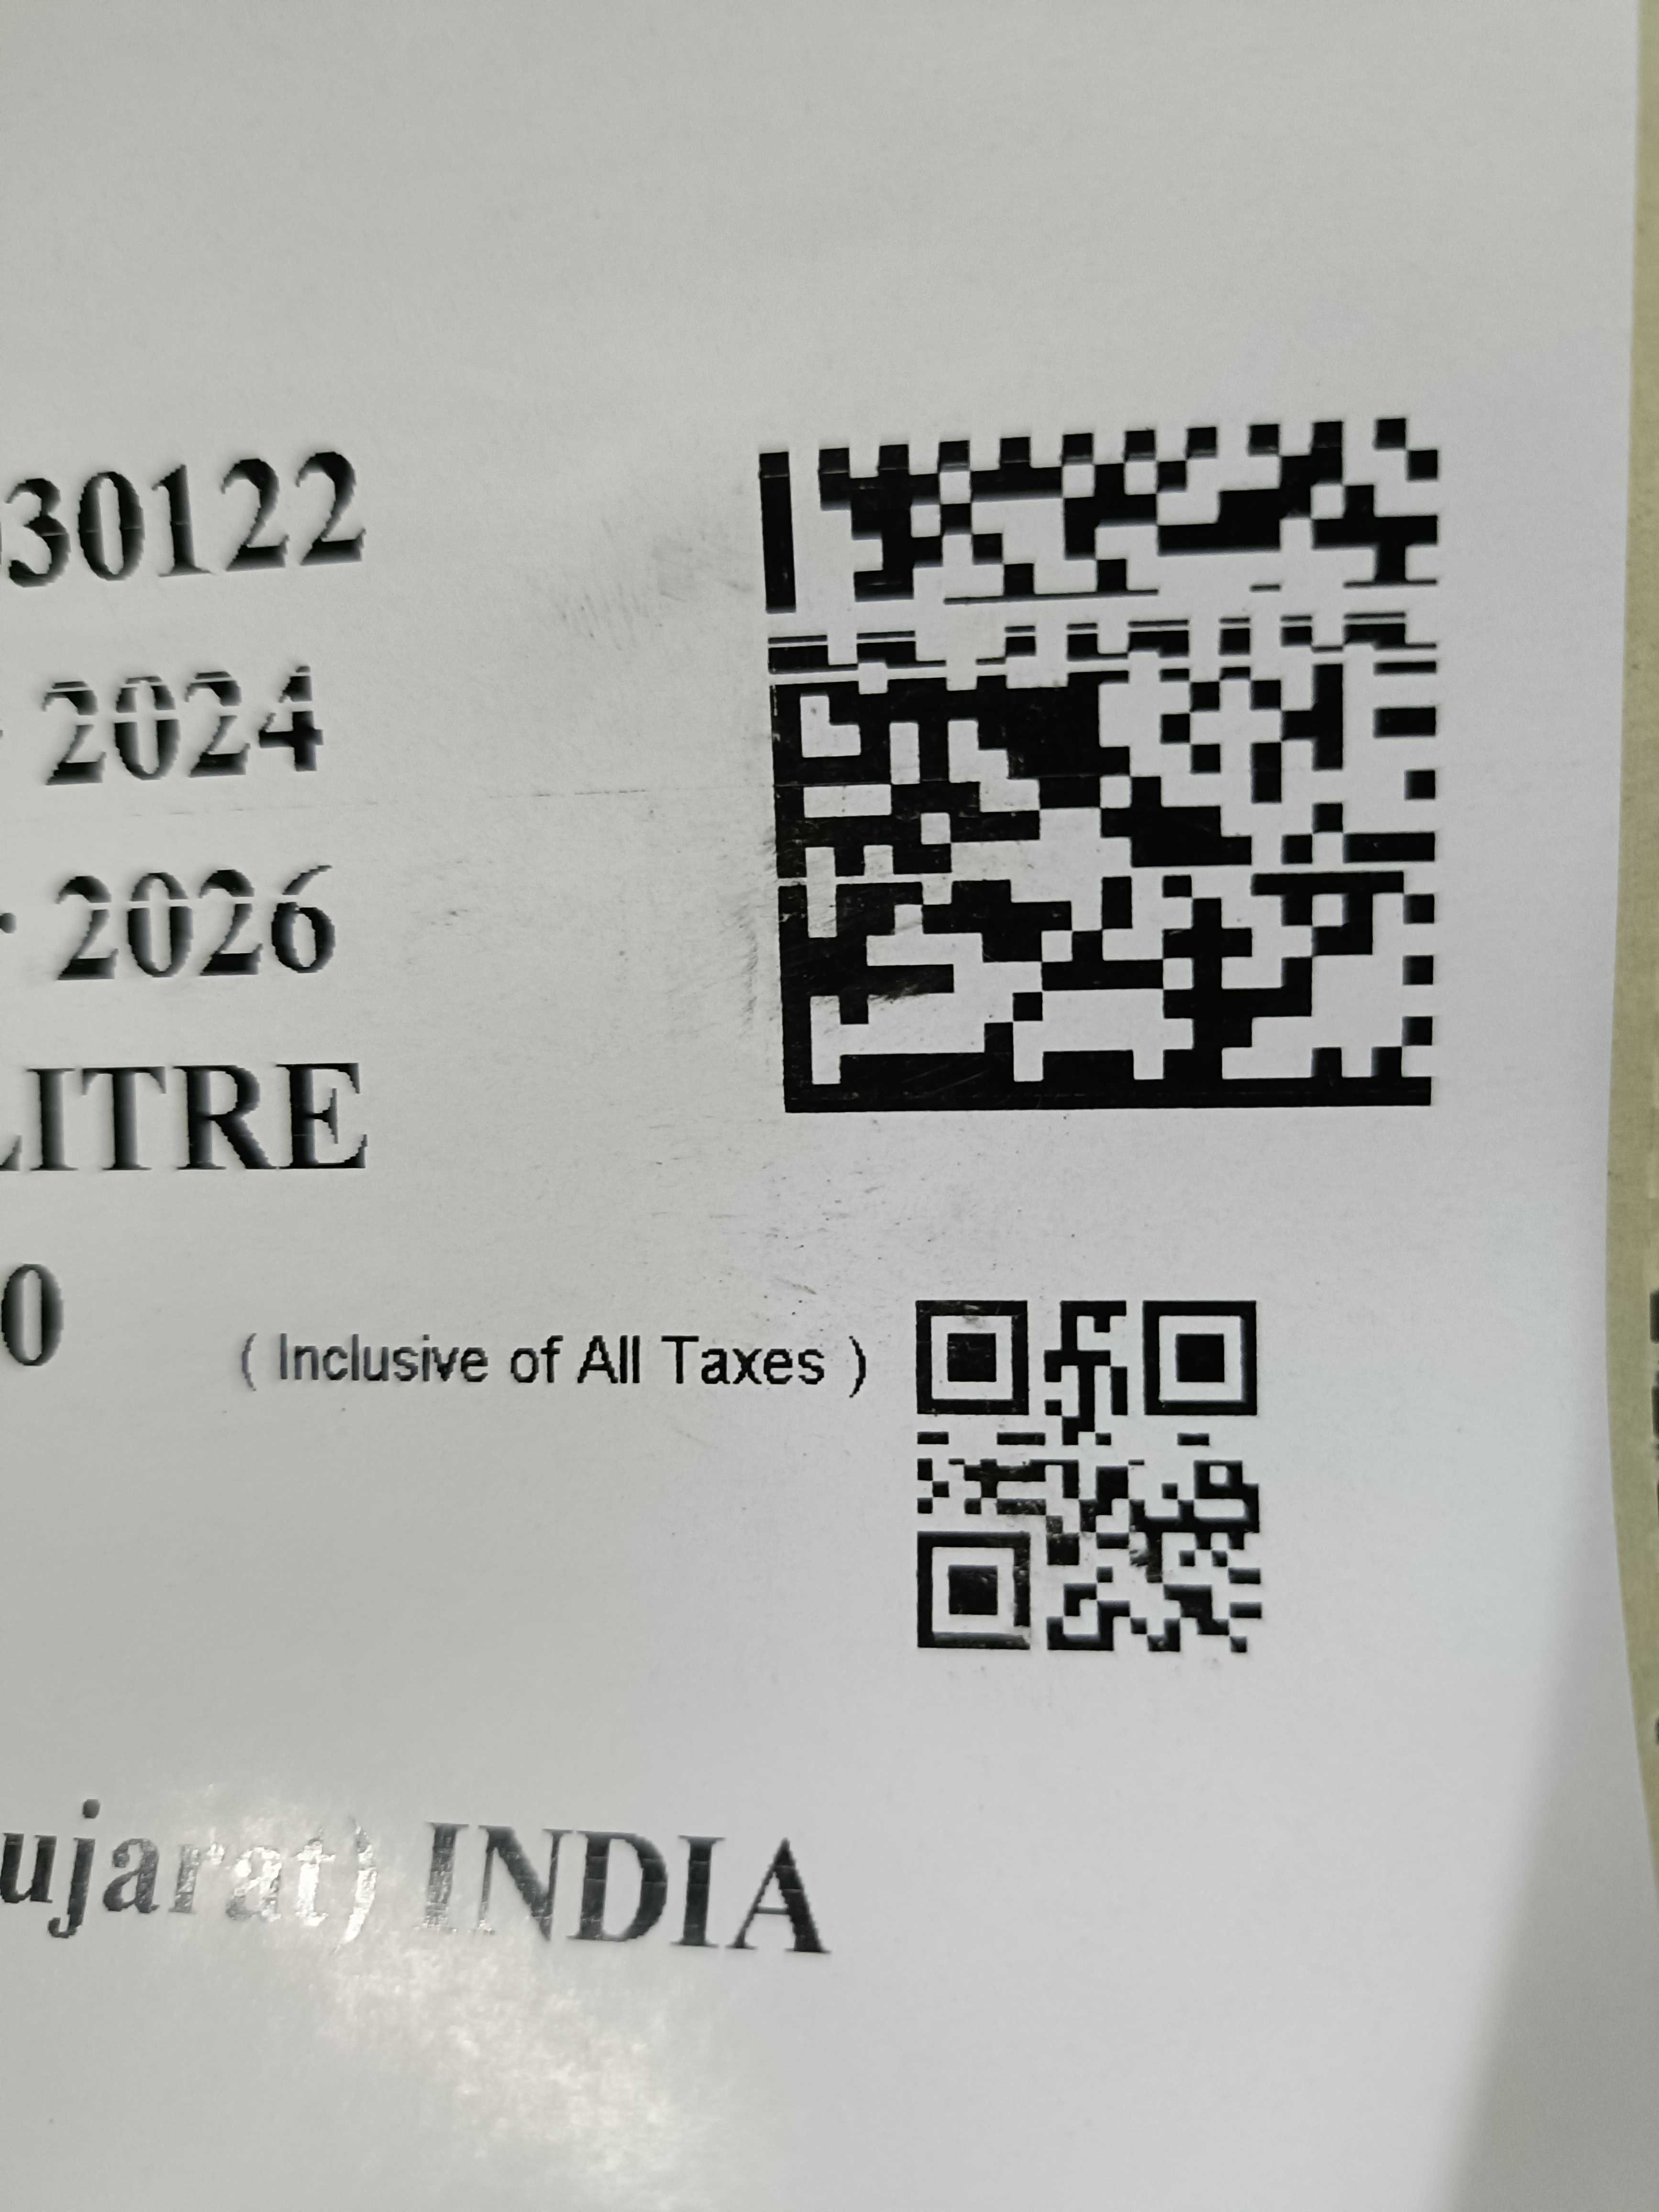 30122
2024
2026
LITRE
0 ( Inclusive of All Taxes )
ujarat) INDIA